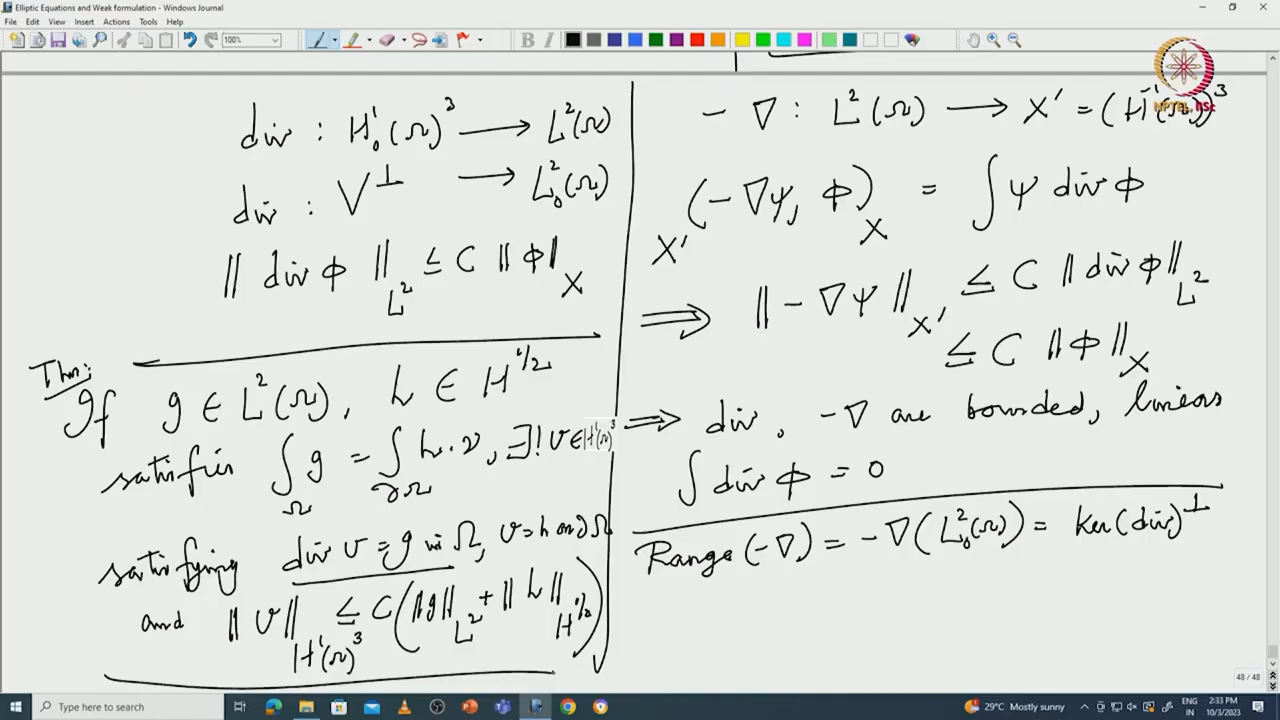 Elliptic Equations and Weak formulation - Windows Journal
File Edit View Insert Actions Tools Help
100%
B I
NPTEL, IISc
div : H₀¹(Ω)³ ⟶ L²(Ω)
div : V^⊥ ⟶ L₀²(Ω)
‖ div φ ‖_{L²} ≤ C ‖ φ ‖_X
Thm:
If g ∈ L²(Ω), h ∈ H^{1/2}
satisfies ∫_Ω g = ∫_{∂Ω} h·ν, ∃! v ∈ H¹(Ω)³
satisfying div v = g in Ω, v = h on ∂Ω
and ‖ v ‖_{H¹(Ω)³} ≤ C(‖g‖_{L²} + ‖ h ‖_{H^{1/2}})
− ∇ : L²(Ω) ⟶ X' = (H⁻¹(Ω))³
_{X'}(−∇ψ, φ)_X = ∫ ψ div φ
⟹ ‖ −∇ψ ‖_{X'} ≤ C ‖ div φ ‖_{L²}
≤ C ‖ φ ‖_X
⟹ div, −∇ are bounded, linear
∫ div φ = 0
Range(−∇) = −∇(L₀²(Ω)) = Ker(div)^⊥
48 / 48
Type here to search
29°C Mostly sunny
ENG
IN
2:33 PM
10/3/2023